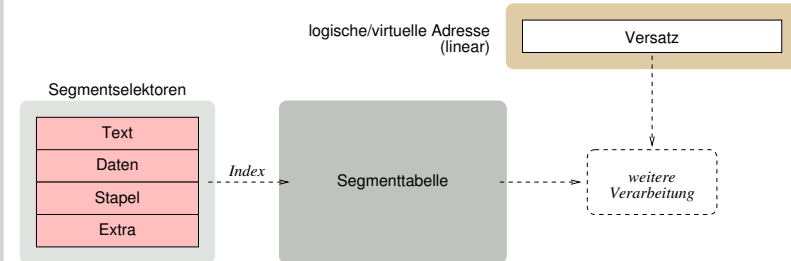 logische/virtuelle Adresse
(linear)
Versatz
Segmentselektoren
Text
Daten
Stapel
Extra
Index
Segmenttabelle
weitere
Verarbeitung